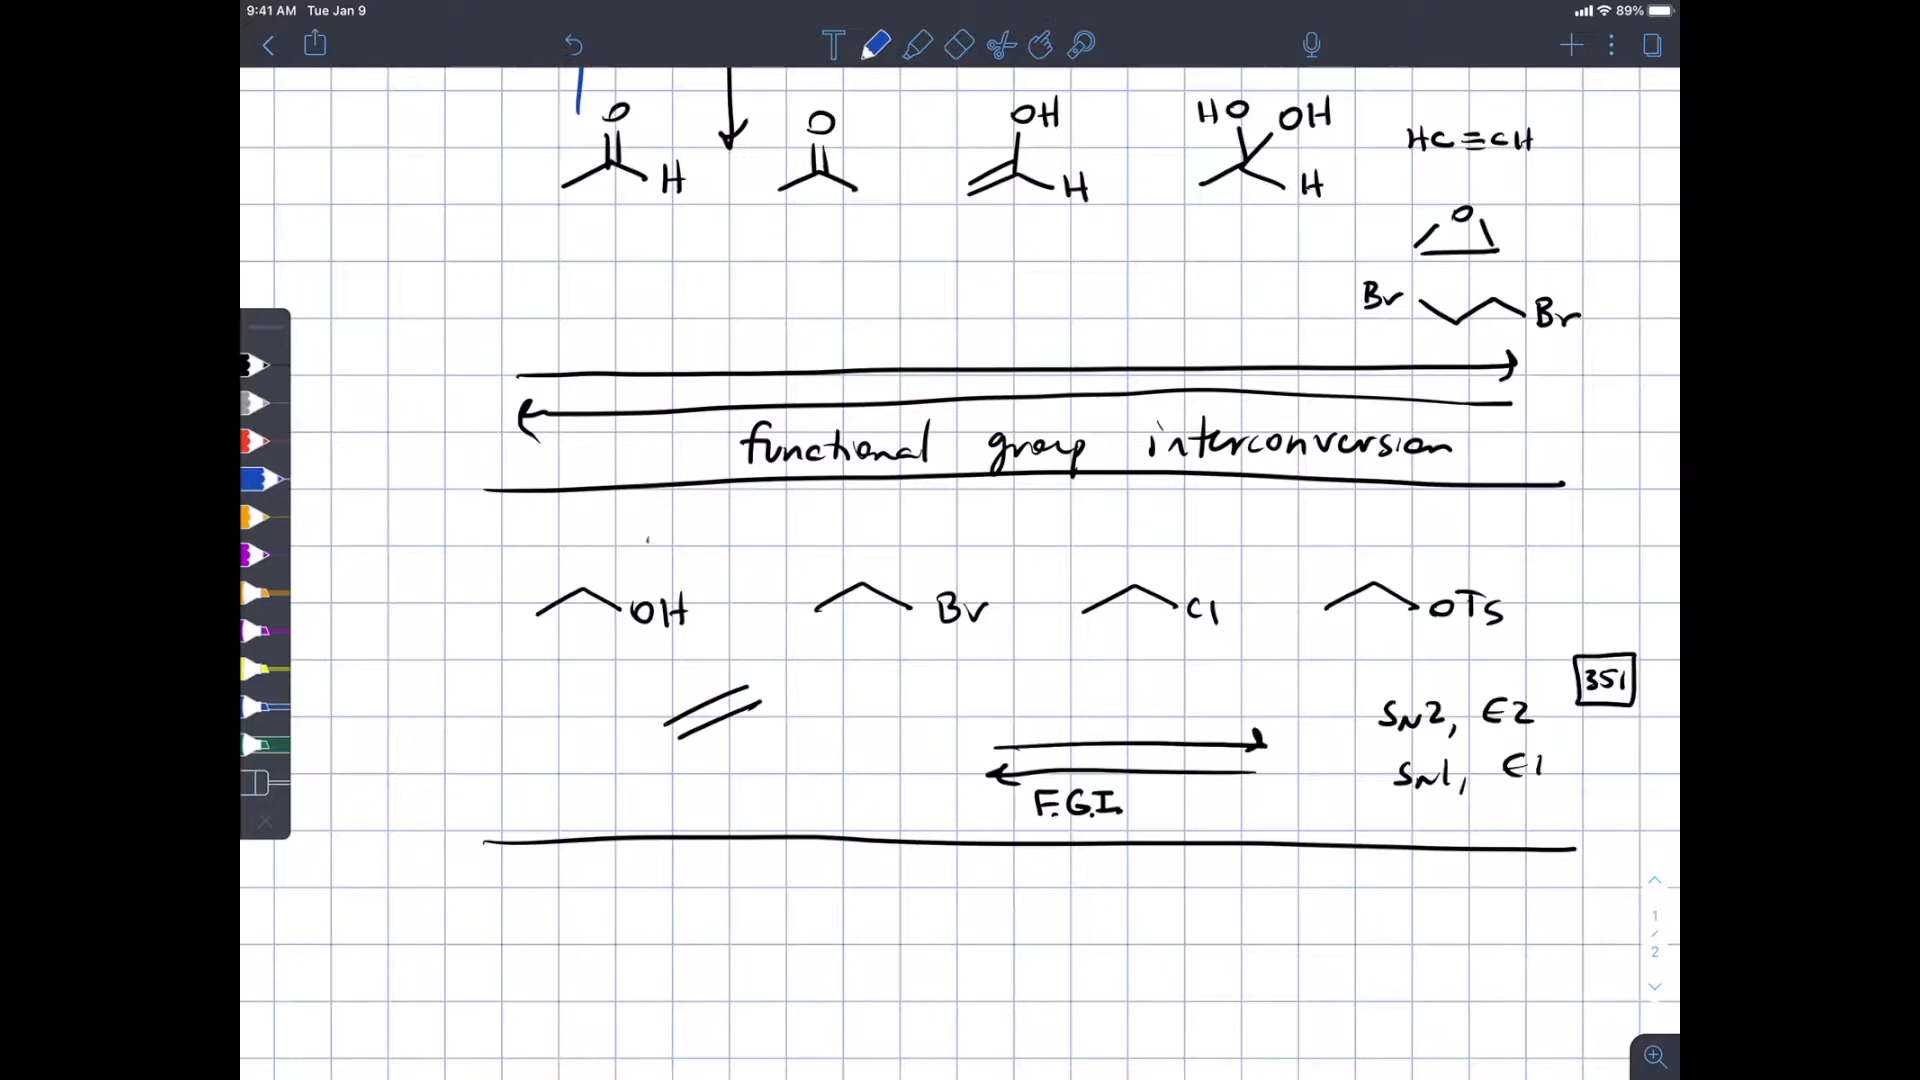 9:41 AM Tue Jan 9
89%
T
O
H
O
OH
H
HO OH
H
HC≡CH
O
Br Br
functional group interconversion
OH
Br
Cl
OTS
351
SN2, E2
SN1, E1
F.G.I.
1
/
2